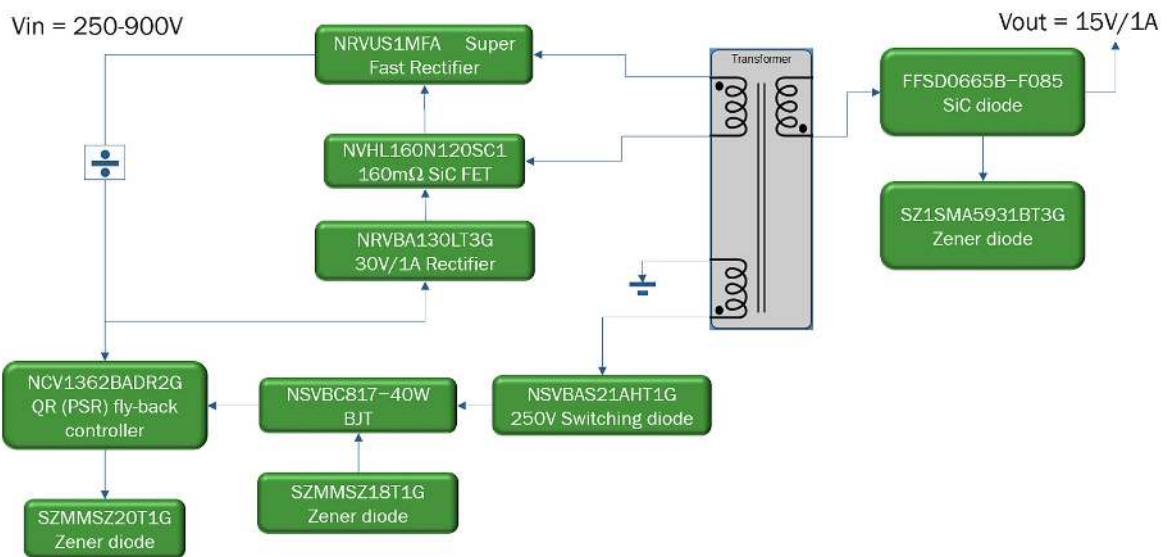 Vin = 250-900V
Vout = 15V/1A
NRVUS1MFA Super
Fast Rectifier
Transformer
FFSD0665B-F085
SiC diode
NVHL160N120SC1
160mΩ SiC FET
SZ1SMA5931BT3G
Zener diode
NRVBA130LT3G
30V/1A Rectifier
NCV1362BADR2G
QR (PSR) fly-back
controller
NSVBC817-40W
BJT
NSVBAS21AHT1G
250V Switching diode
SZMMSZ20T1G
Zener diode
SZMMSZ18T1G
Zener diode